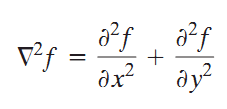 ∇²f = ∂²f/∂x² + ∂²f/∂y²